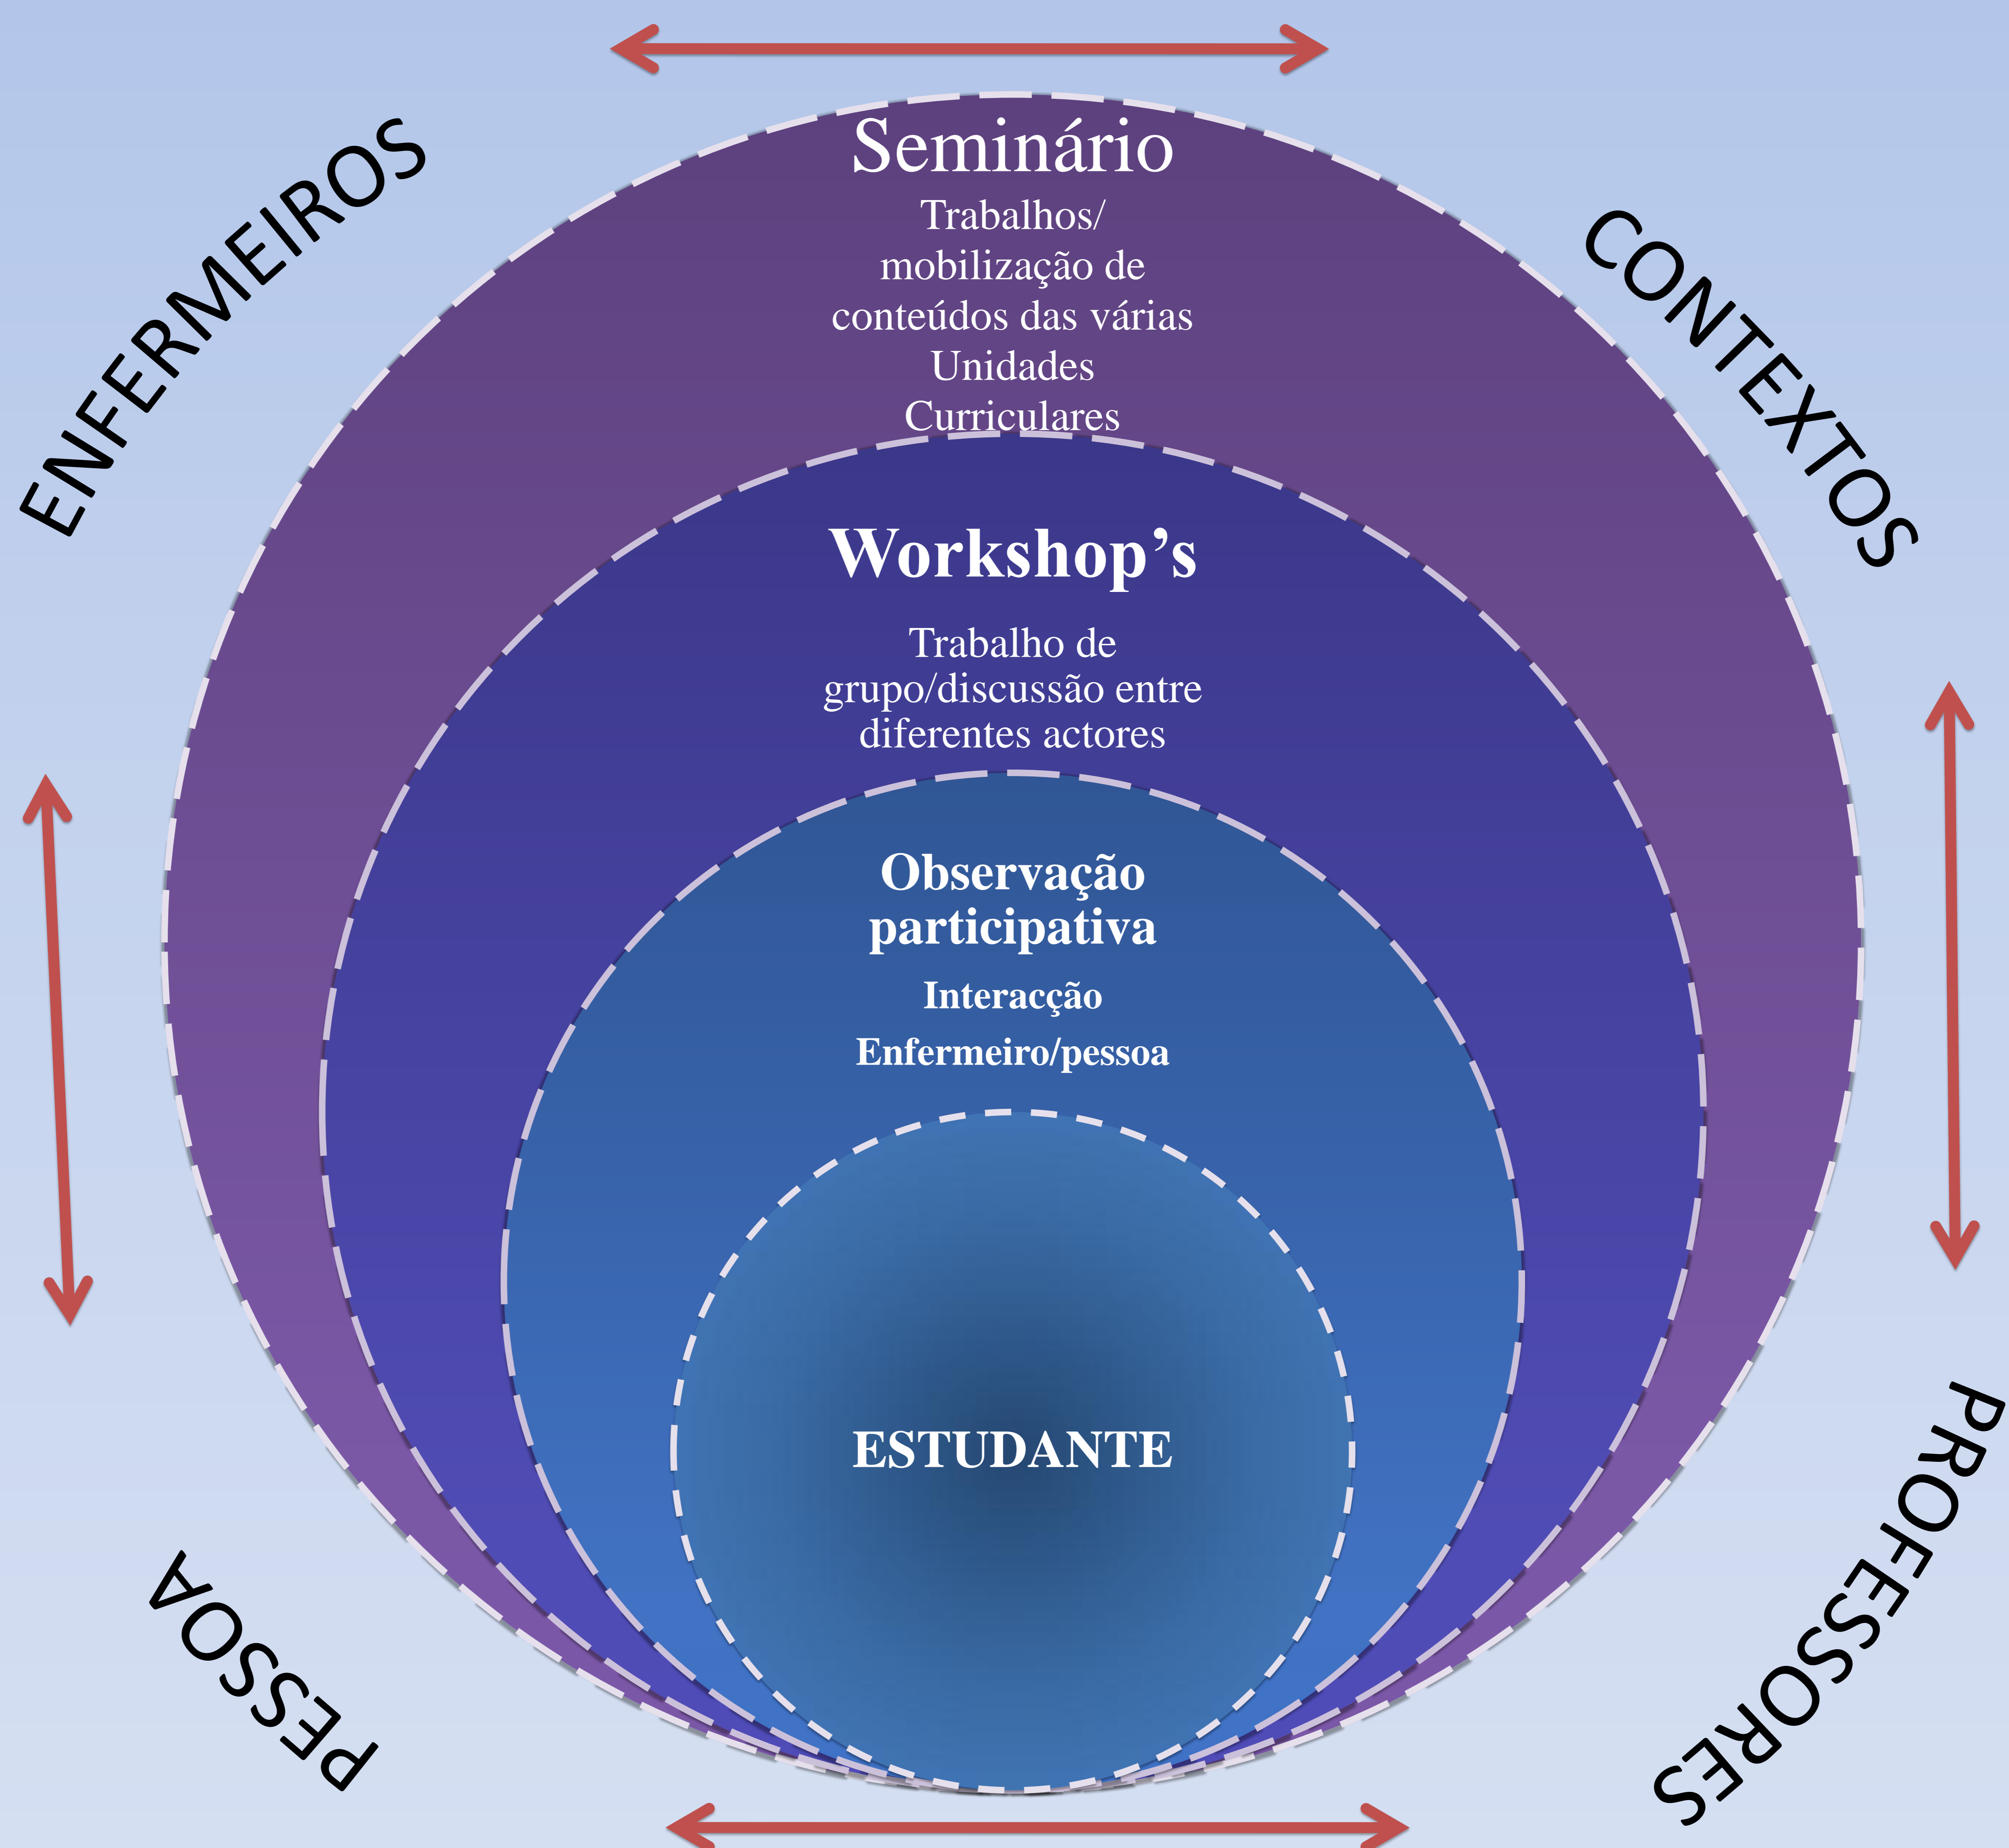 ENFERMEIROS
CONTEXTOS
Seminário
Trabalhos/
mobilização de
conteúdos das várias
Unidades
Curriculares
Workshop’s
Trabalho de
grupo/discussão entre
diferentes actores
Observação
participativa
Interacção
Enfermeiro/pessoa
ESTUDANTE
PESSOA
PROFESSORES